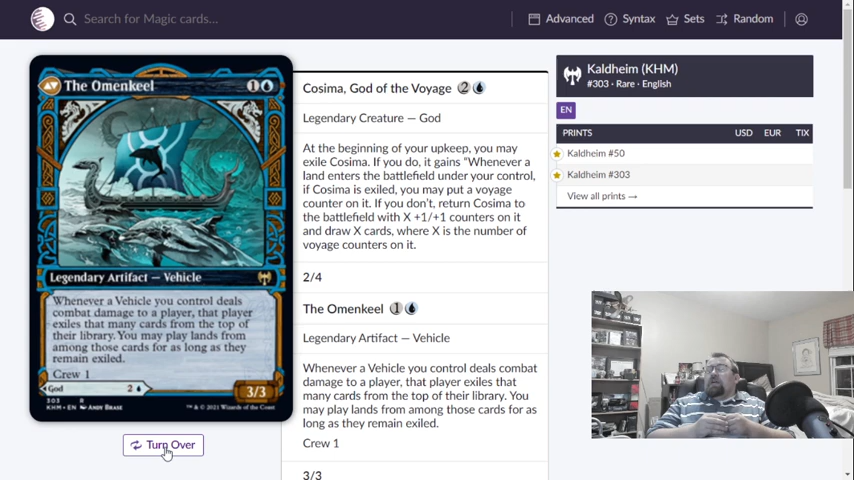 Search for Magic cards…
Advanced
Syntax
Sets
Random
The Omenkeel 1
Legendary Artifact — Vehicle
Whenever a Vehicle you control deals
combat damage to a player, that player
exiles that many cards from the top of
their library. You may play lands from
among those cards for as long as they
remain exiled.
Crew 1
God 2
3/3
303 R
KHM • EN ANDY BRASE ™ & © 2021 Wizards of the Coast
Turn Over
Cosima, God of the Voyage 2
Legendary Creature — God
At the beginning of your upkeep, you may
exile Cosima. If you do, it gains “Whenever a
land enters the battlefield under your control,
if Cosima is exiled, you may put a voyage
counter on it. If you don’t, return Cosima to
the battlefield with X +1/+1 counters on it
and draw X cards, where X is the number of
voyage counters on it.
2/4
The Omenkeel 1
Legendary Artifact — Vehicle
Whenever a Vehicle you control deals combat
damage to a player, that player exiles that
many cards from the top of their library. You
may play lands from among those cards for as
long as they remain exiled.
Crew 1
3/3
Kaldheim (KHM)
#303 · Rare · English
EN
PRINTS USD EUR TIX
Kaldheim #50
Kaldheim #303
View all prints →